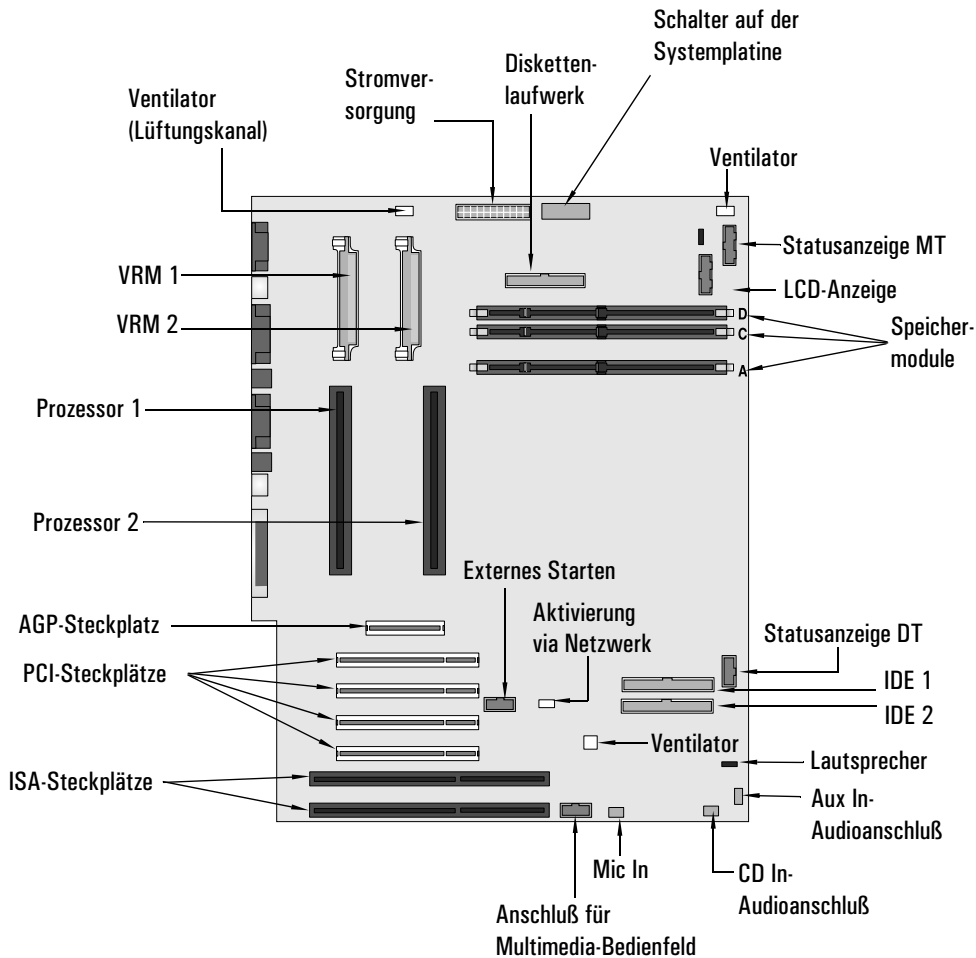 Schalter auf der
Systemplatine
Disketten-
laufwerk
Stromver-
sorgung
Ventilator
(Lüftungskanal)
Ventilator
Statusanzeige MT
VRM 1
LCD-Anzeige
D
VRM 2
C
Speicher-
module
A
Prozessor 1
Prozessor 2
Externes Starten
Aktivierung
via Netzwerk
AGP-Steckplatz
Statusanzeige DT
PCI-Steckplätze
IDE 1
IDE 2
Ventilator
Lautsprecher
ISA-Steckplätze
Aux In-
Audioanschluß
Mic In
CD In-
Audioanschluß
Anschluß für
Multimedia-Bedienfeld